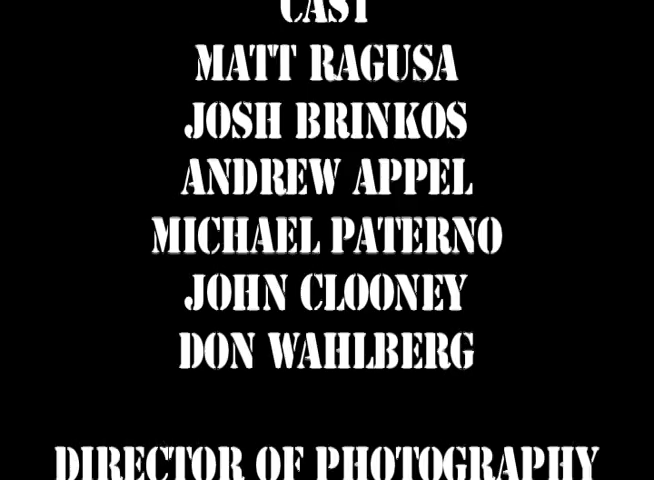 CAST
MATT RAGUSA
JOSH BRINKOS
ANDREW APPEL
MICHAEL PATERNO
JOHN CLOONEY
DON WAHLBERG
DIRECTOR OF PHOTOGRAPHY